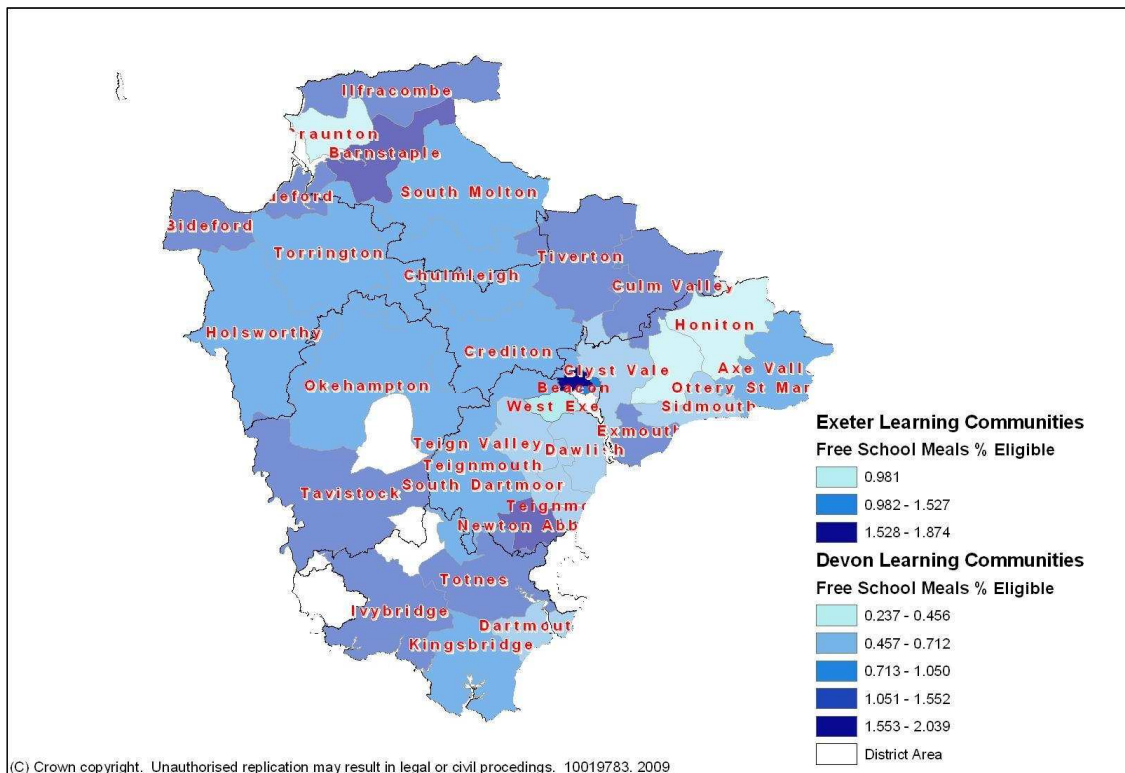 Ilfracombe
Braunton
Barnstaple
South Molton
Bideford
Tiverton
Torrington
Chulmleigh
Culm Valley
Honiton
Holsworthy
Crediton
Clyst Vale
Axe Vall
Okehampton
Beacon
Ottery St Mar
West Exe
Sidmouth
Exmouth
Teign Valley
Dawlish
Teignmouth
South Dartmoor
Tavistock
Teignmo
Newton Abb
Totnes
Ivybridge
Dartmout
Kingsbridge
Exeter Learning Communities
Free School Meals % Eligible
0.981
0.982 - 1.527
1.528 - 1.874
Devon Learning Communities
Free School Meals % Eligible
0.237 - 0.456
0.457 - 0.712
0.713 - 1.050
1.051 - 1.552
1.553 - 2.039
District Area
(C) Crown copyright. Unauthorised replication may result in legal or civil procedings. 10019783. 2009